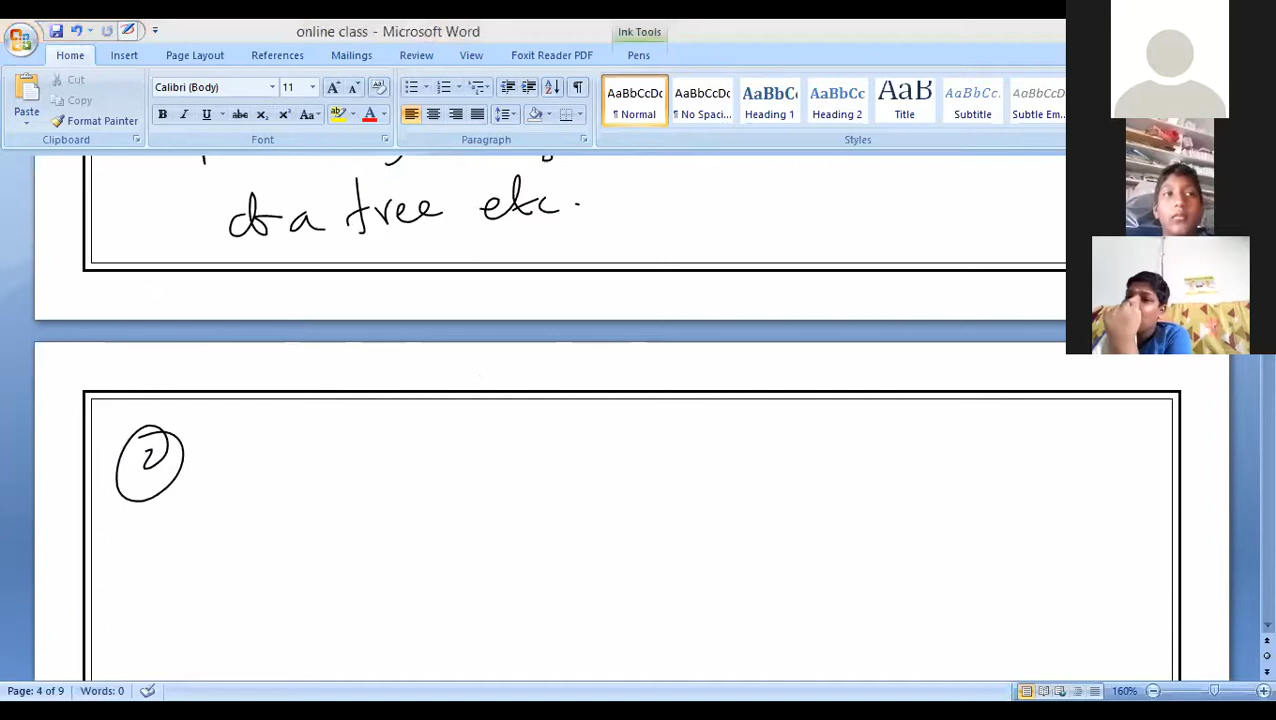 online class - Microsoft Word
Ink Tools
Home
Insert
Page Layout
References
Mailings
Review
View
Foxit Reader PDF
Pens
Paste
Cut
Copy
Format Painter
Clipboard
Calibri (Body)
11
Font
Paragraph
AaBbCcDc
¶ Normal
AaBbCcDc
¶ No Spaci...
AaBbCc
Heading 1
AaBbCc
Heading 2
AaB
Title
AaBbCc.
Subtitle
AaBbCcDc
Subtle Em...
Styles
of a tree etc.
2
Page: 4 of 9
Words: 0
160%